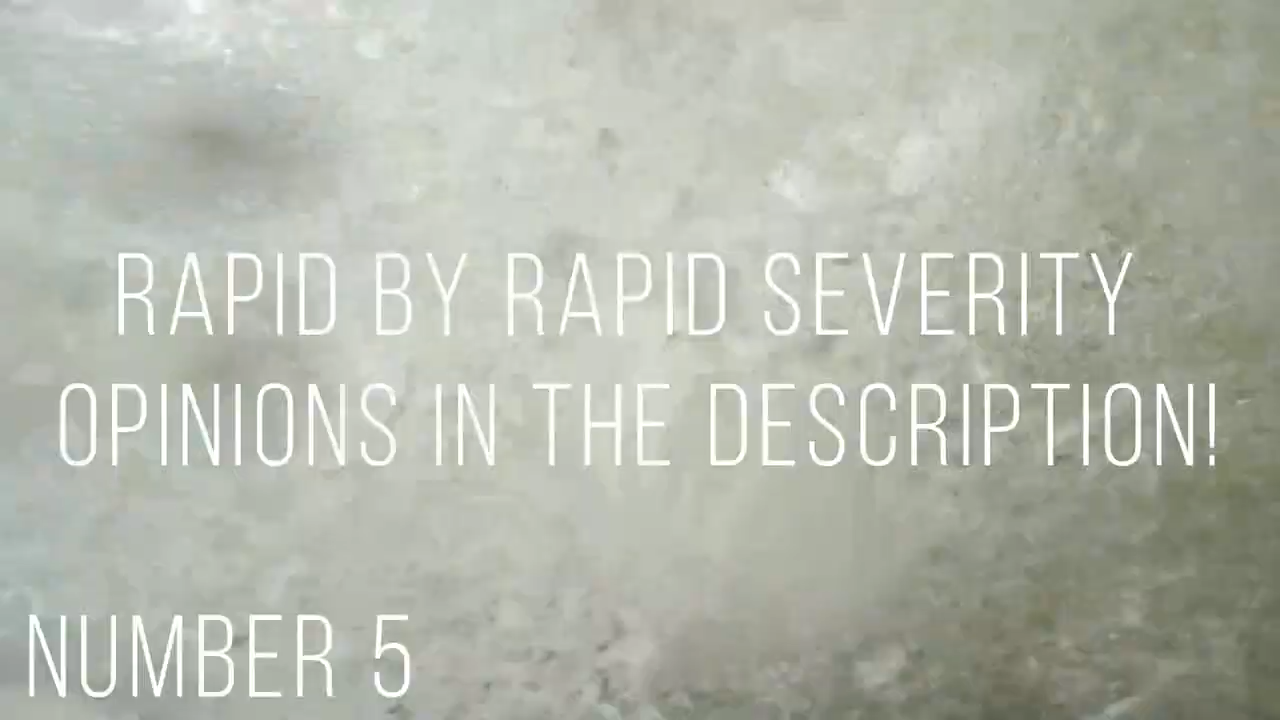 RAPID BY RAPID SEVERITY
OPINIONS IN THE DESCRIPTION!
NUMBER 5